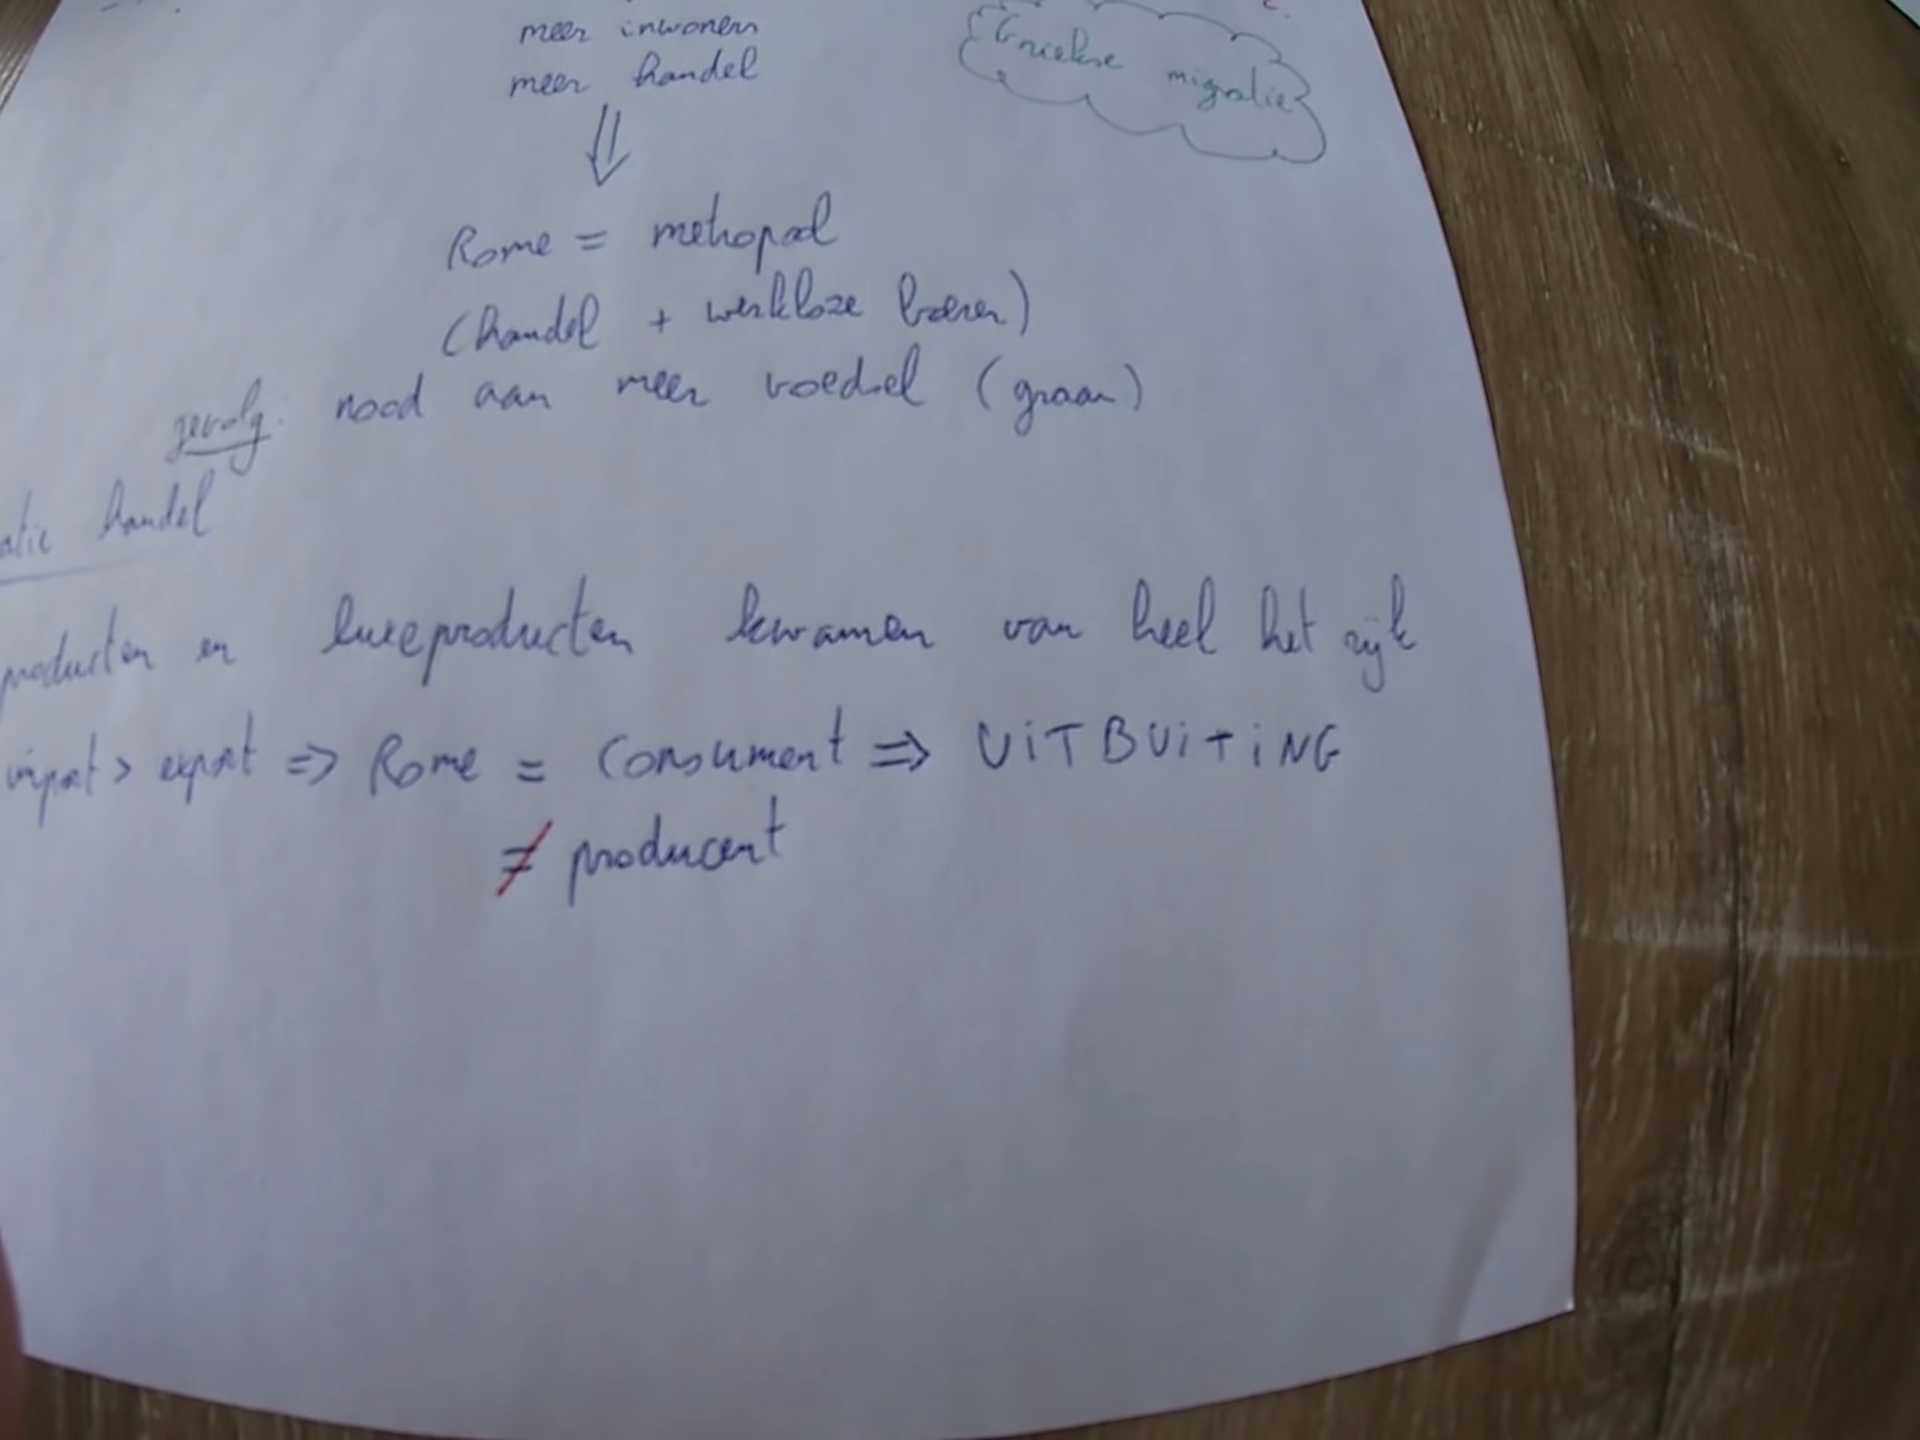 meer inwoners
meer handel
Griekse migratie
⇓
Rome = metropool
(handel + werkloze boeren)
gevolg: nood aan meer voedsel (graan)
handel
producten en luxeproducten kwamen van heel het rijk
import > export => Rome = consument => UiTBUiTiNG
≠ producent